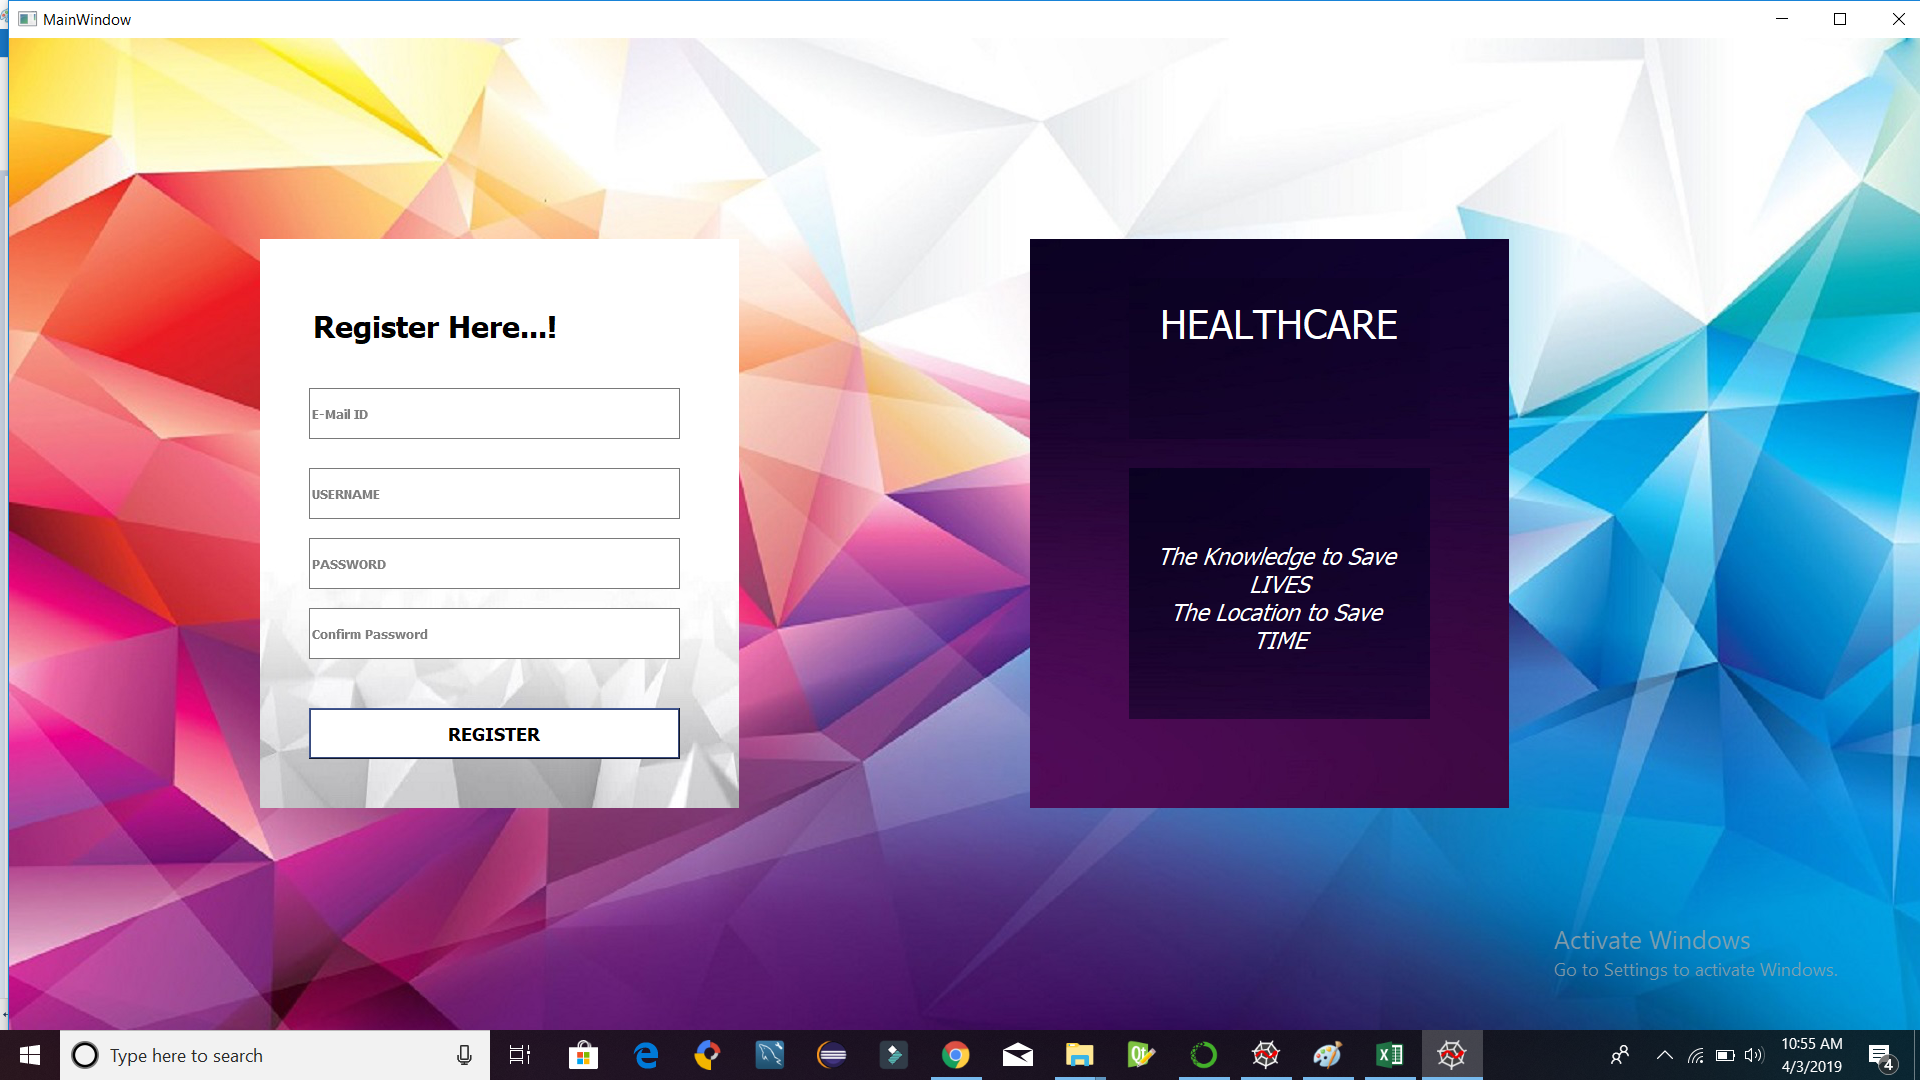 MainWindow
Register Here...!
E-Mail ID
USERNAME
PASSWORD
Confirm Password
REGISTER
HEALTHCARE
The Knowledge to Save
LIVES
The Location to Save
TIME
Activate Windows
Go to Settings to activate Windows.
Type here to search
Qt
10:55 AM
4/3/2019
4